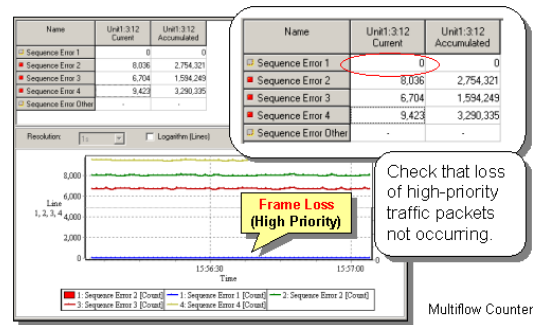 Name Unit1:3:12 Current Unit1:3:12 Accumulated
Sequence Error 1 0 0
Sequence Error 2 8,036 2,754,321
Sequence Error 3 6,704 1,594,249
Sequence Error 4 9,423 3,290,335
Sequence Error Other - -
Name Unit1:3:12 Current Unit1:3:12 Accumulated
Sequence Error 1 0 0
Sequence Error 2 8,036 2,754,321
Sequence Error 3 6,704 1,594,249
Sequence Error 4 9,423 3,290,335
Sequence Error Other - -
Resolution: 1s Logarithm (Lines)
8,000
6,000
Line
1, 2, 3, 4
4,000
2,000
0 0
15:56:30 15:57:00
Time
Frame Loss
(High Priority)
Check that loss
of high-priority
traffic packets
not occurring.
1: Sequence Error 2 [Count] 1: Sequence Error 1 [Count] 2: Sequence Error 2 [Count]
3: Sequence Error 3 [Count] 4: Sequence Error 4 [Count]
Multiflow Counter